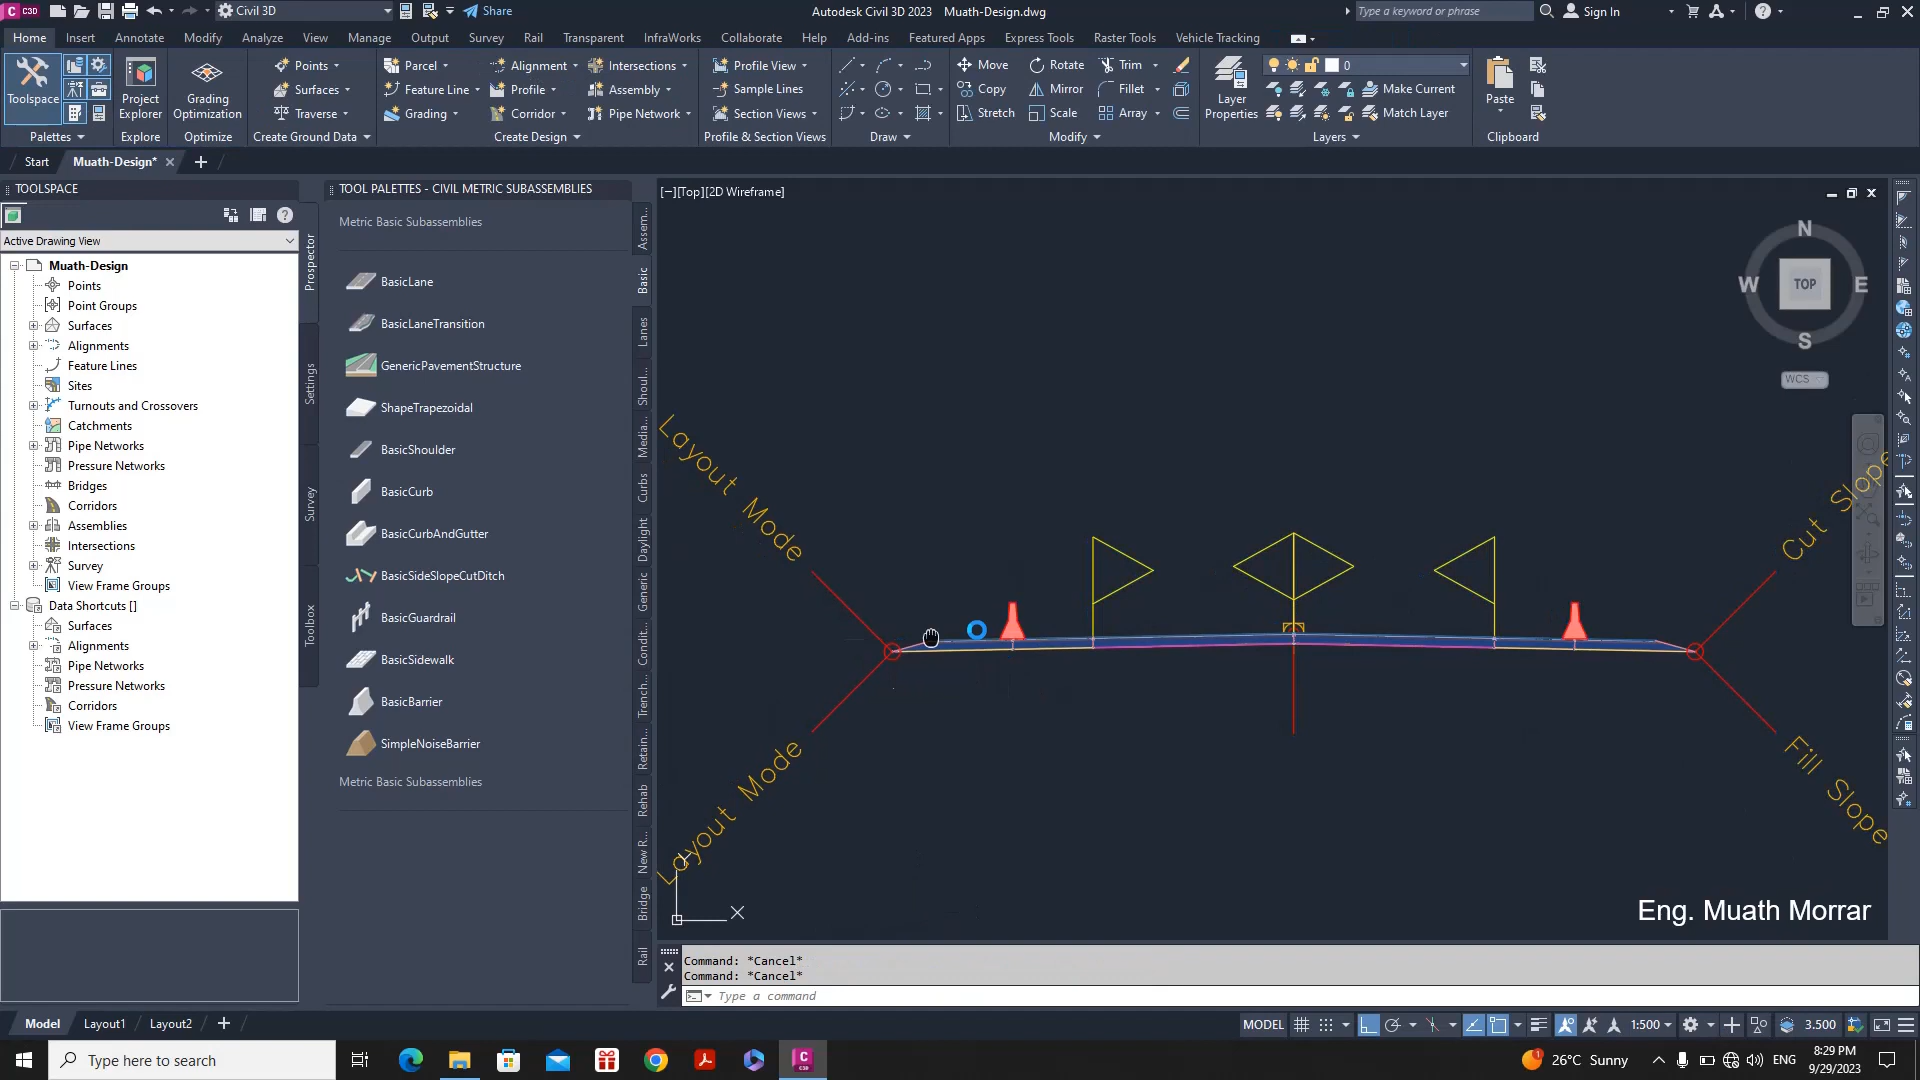 C3D
Civil 3D
Share
Autodesk Civil 3D 2023 Muath-Design.dwg
Type a keyword or phrase
Sign In
Home
Insert
Annotate
Modify
Analyze
View
Manage
Output
Survey
Rail
Transparent
InfraWorks
Collaborate
Help
Add-ins
Featured Apps
Express Tools
Raster Tools
Vehicle Tracking
Toolspace
Project Explorer
Grading Optimization
Points
Surfaces
Traverse
Parcel
Feature Line
Grading
Alignment
Profile
Corridor
Intersections
Assembly
Pipe Network
Profile View
Sample Lines
Section Views
Move
Copy
Stretch
Rotate
Mirror
Scale
Trim
Fillet
Array
Layer Properties
0
Make Current
Match Layer
Paste
Palettes
Explore
Optimize
Create Ground Data
Create Design
Profile & Section Views
Draw
Modify
Layers
Clipboard
Start
Muath-Design*
TOOLSPACE
Active Drawing View
Muath-Design
Points
Point Groups
Surfaces
Alignments
Feature Lines
Sites
Turnouts and Crossovers
Catchments
Pipe Networks
Pressure Networks
Bridges
Corridors
Assemblies
Intersections
Survey
View Frame Groups
Data Shortcuts []
Surfaces
Alignments
Pipe Networks
Pressure Networks
Corridors
View Frame Groups
Prospector
Settings
Survey
Toolbox
TOOL PALETTES - CIVIL METRIC SUBASSEMBLIES
Metric Basic Subassemblies
BasicLane
BasicLaneTransition
GenericPavementStructure
ShapeTrapezoidal
BasicShoulder
BasicCurb
BasicCurbAndGutter
BasicSideSlopeCutDitch
BasicGuardrail
BasicSidewalk
BasicBarrier
SimpleNoiseBarrier
Metric Basic Subassemblies
Assem...
Basic
Lanes
Shoul...
Media...
Curbs
Daylight
Generic
Condit...
Trench...
Retain...
Rehab
New R...
Bridge
Rail
[−][Top][2D Wireframe]
N
W
TOP
E
S
WCS
Layout Mode
Layout Mode
Cut Slope
Fill Slope
Y
X
Eng. Muath Morrar
Command: *Cancel*
Command: *Cancel*
Type a command
Model
Layout1
Layout2
MODEL
1:500
3.500
Type here to search
26°C Sunny
ENG
8:29 PM
9/29/2023